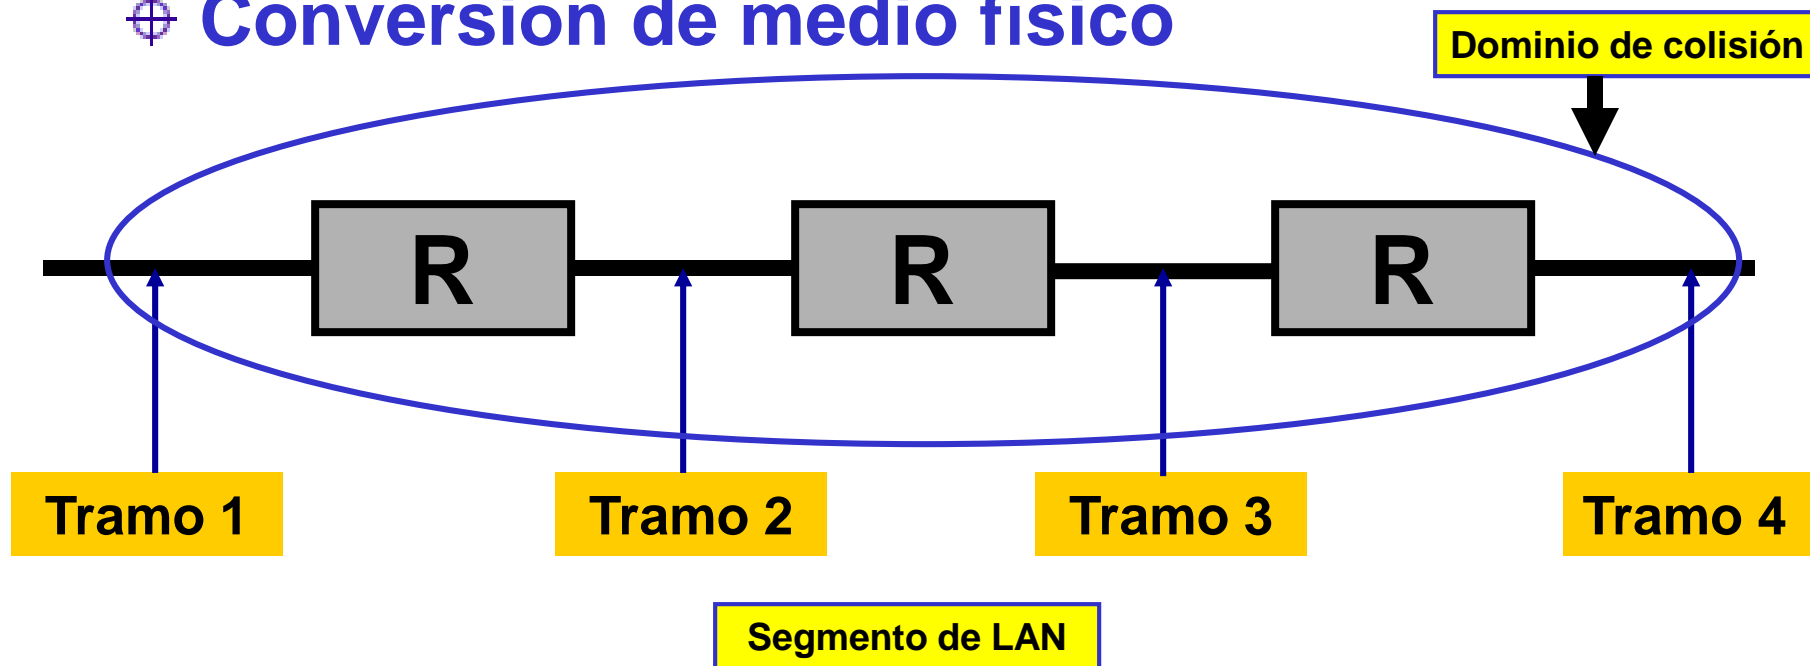 Conversión de medio físico
Dominio de colisión
R R R
Tramo 1 Tramo 2 Tramo 3 Tramo 4
Segmento de LAN